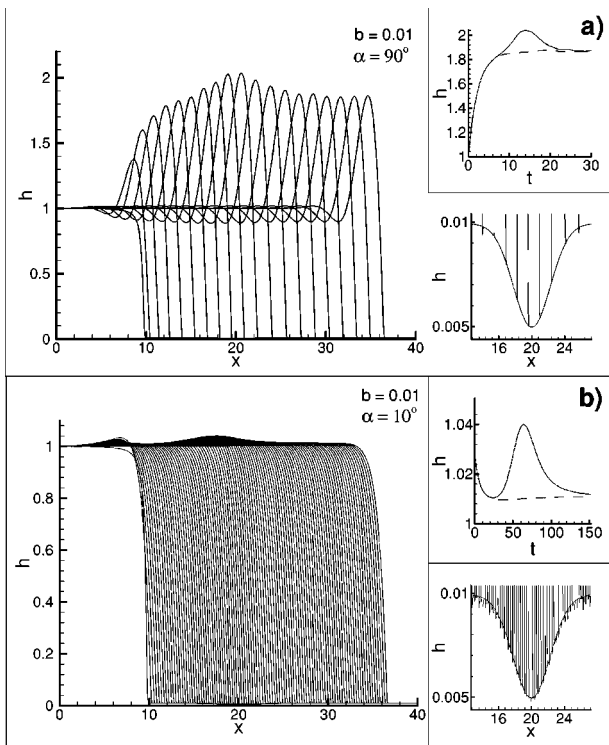 a)
b = 0.01
α = 90°
h
2
1.5
1
0.5
0
0 10 20 30 40
x
h
2
1.8
1.6
1.4
1.2
1
0 10 20 30
t
h
0.01
0.005
16 20 24
x
b)
b = 0.01
α = 10°
h
1
0.8
0.6
0.4
0.2
0
0 10 20 30 40
x
h
1.04
1.02
1
0 50 100 150
t
h
0.01
0.005
16 20 24
x